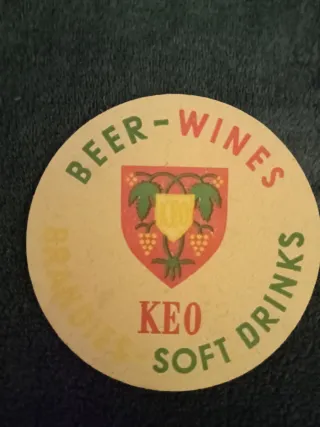 BEER-WINES
BRANDIES-
SOFT DRINKS
KEO